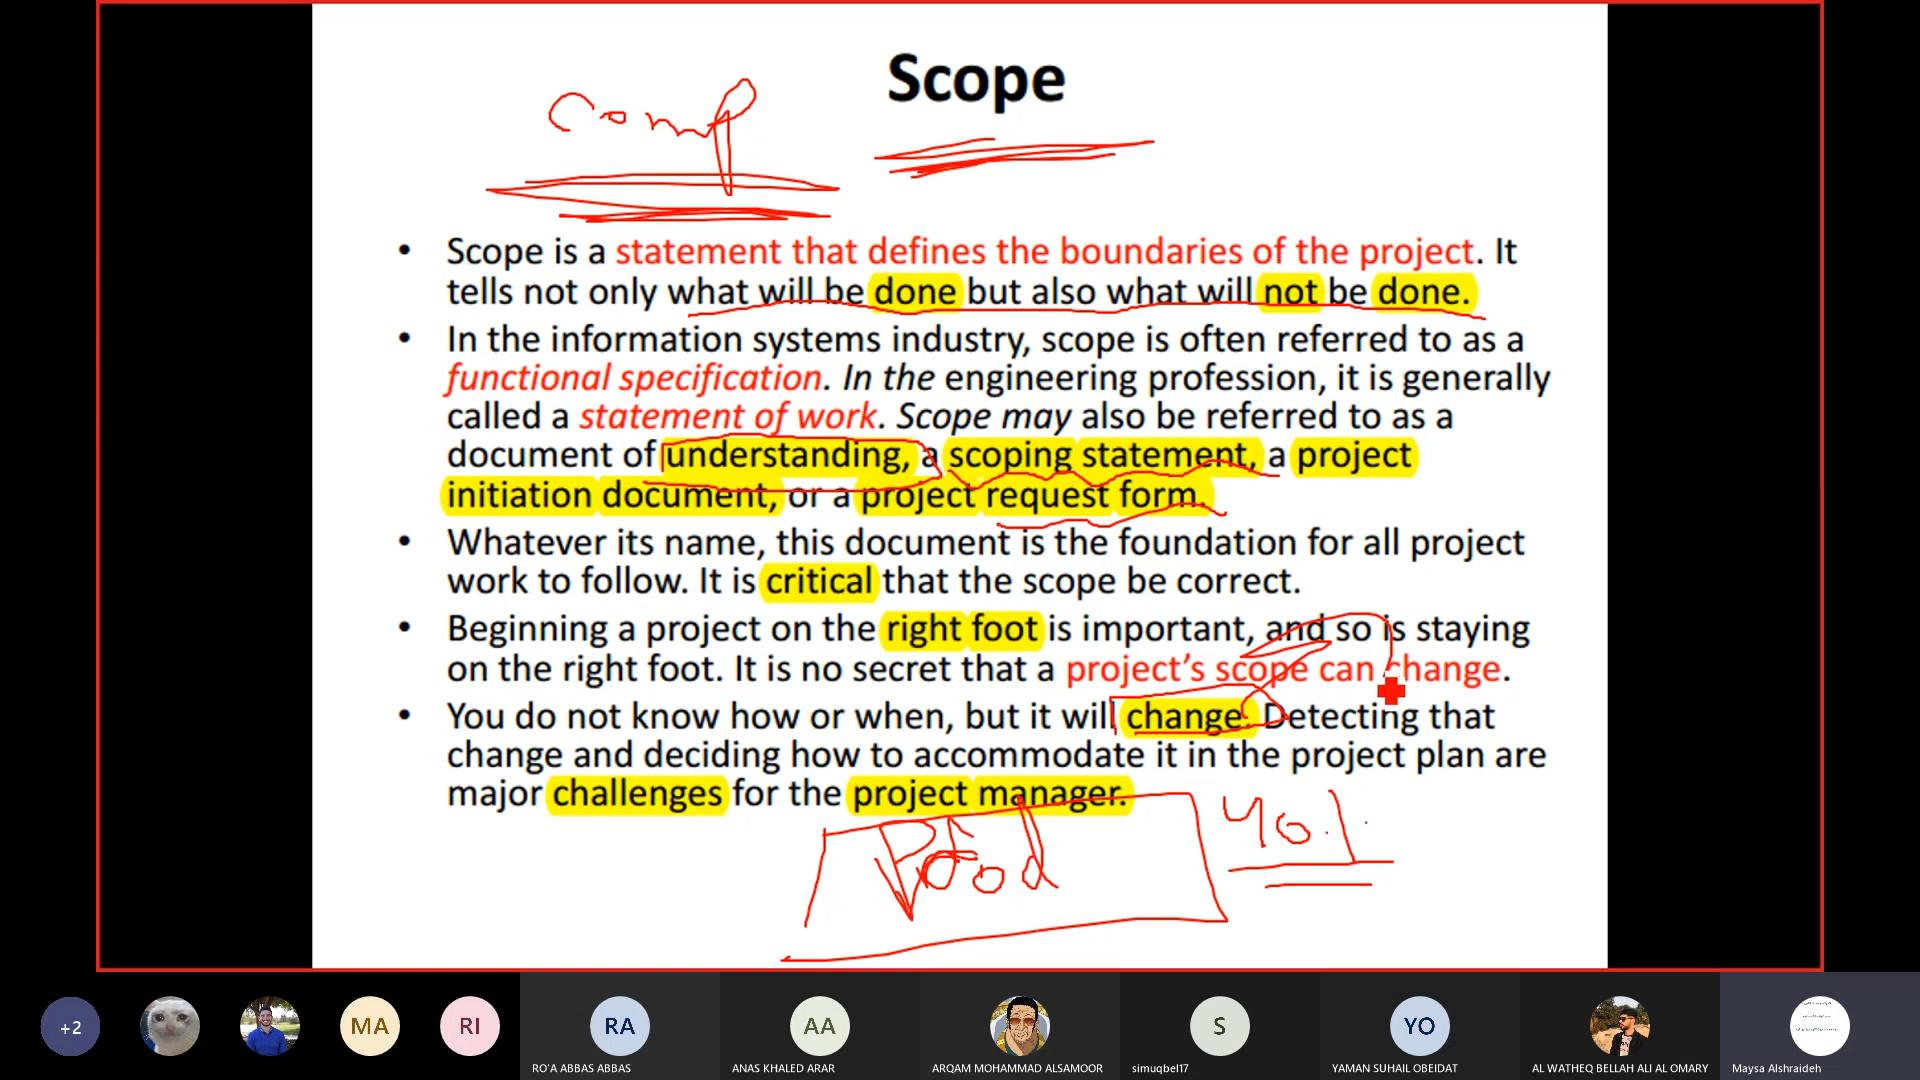 Scope
Comp
• Scope is a statement that defines the boundaries of the project. It
tells not only what will be done but also what will not be done.
• In the information systems industry, scope is often referred to as a
functional specification. In the engineering profession, it is generally
called a statement of work. Scope may also be referred to as a
document of understanding, a scoping statement, a project
initiation document, or a project request form.
• Whatever its name, this document is the foundation for all project
work to follow. It is critical that the scope be correct.
• Beginning a project on the right foot is important, and so is staying
on the right foot. It is no secret that a project’s scope can change.
• You do not know how or when, but it will change. Detecting that
change and deciding how to accommodate it in the project plan are
major challenges for the project manager.
+2
MA
RI
RA
AA
S
YO
RO'A ABBAS ABBAS
ANAS KHALED ARAR
ARQAM MOHAMMAD ALSAMOOR
simuqbel17
YAMAN SUHAIL OBEIDAT
AL WATHEQ BELLAH ALI AL OMARY
Maysa Alshraideh